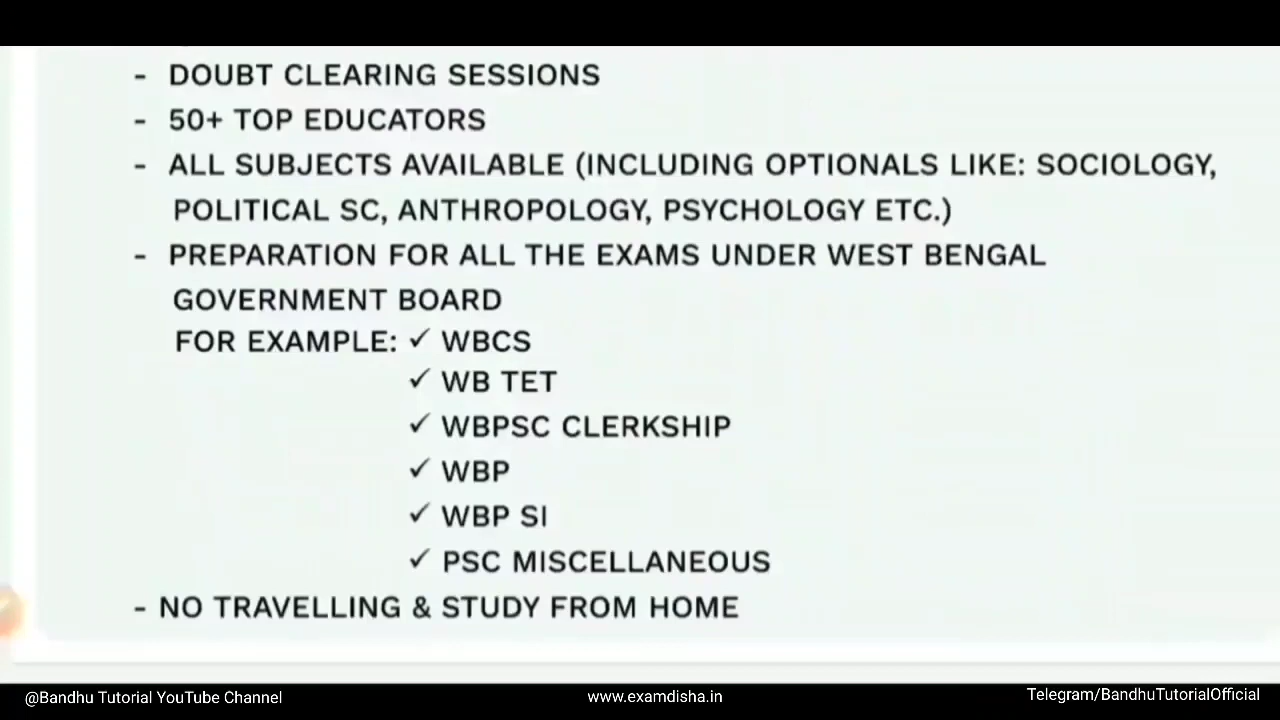 - DOUBT CLEARING SESSIONS
- 50+ TOP EDUCATORS
- ALL SUBJECTS AVAILABLE (INCLUDING OPTIONALS LIKE: SOCIOLOGY,
POLITICAL SC, ANTHROPOLOGY, PSYCHOLOGY ETC.)
- PREPARATION FOR ALL THE EXAMS UNDER WEST BENGAL
GOVERNMENT BOARD
FOR EXAMPLE: ✓ WBCS
✓ WB TET
✓ WBPSC CLERKSHIP
✓ WBP
✓ WBP SI
✓ PSC MISCELLANEOUS
- NO TRAVELLING & STUDY FROM HOME
@Bandhu Tutorial YouTube Channel www.examdisha.in Telegram/BandhuTutorialOfficial